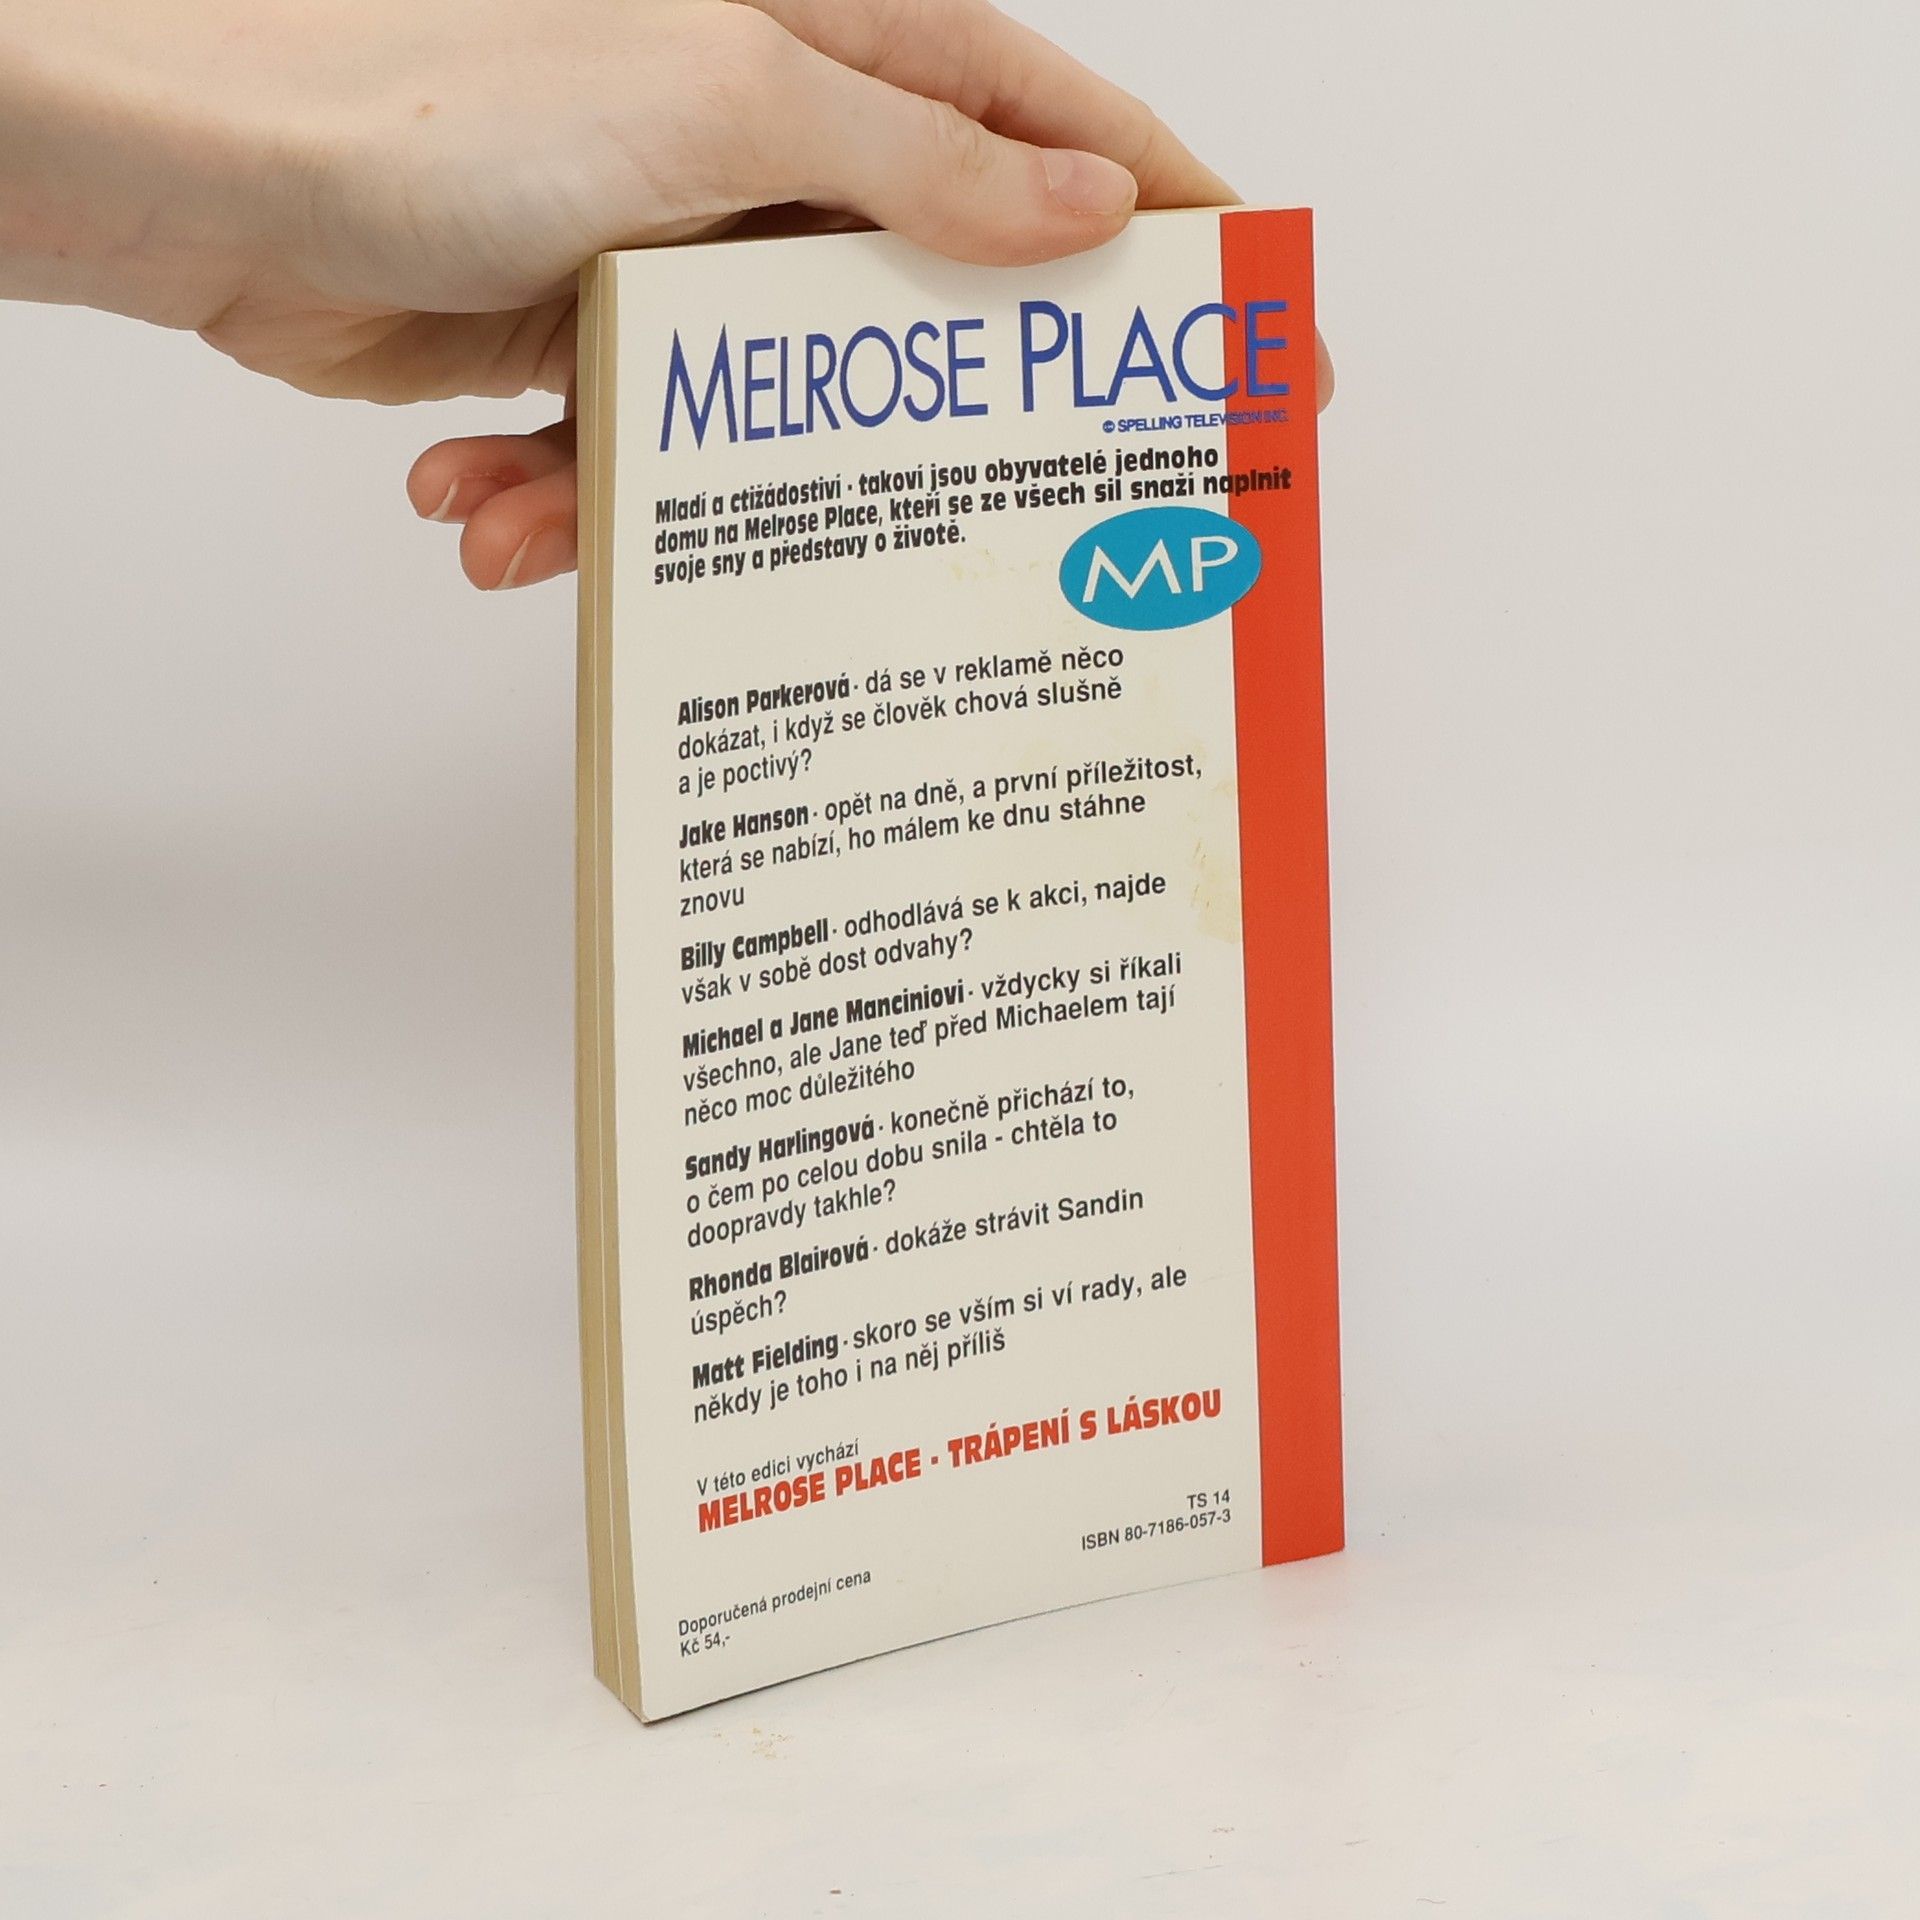 MELROSE PLACE
© SPELLING TELEVISION INC.
Mladí a ctižádostiví · takoví jsou obyvatelé jednoho
domu na Melrose Place, kteří se ze všech sil snaží naplnit
svoje sny a představy o životě.
MP
Alison Parkerová · dá se v reklamě něco
dokázat, i když se člověk chová slušně
a je poctivý?
Jake Hanson · opět na dně, a první příležitost,
která se nabízí, ho málem ke dnu stáhne
znovu
Billy Campbell · odhodlává se k akci, najde
však v sobě dost odvahy?
Michael a Jane Manciniovi · vždycky si říkali
všechno, ale Jane teď před Michaelem tají
něco moc důležitého
Sandy Harlingová · konečně přichází to,
o čem po celou dobu snila - chtěla to
doopravdy takhle?
Rhonda Blairová · dokáže strávit Sandin
úspěch?
Matt Fielding · skoro se vším si ví rady, ale
někdy je toho i na něj příliš
V této edici vychází
MELROSE PLACE · TRÁPENÍ S LÁSKOU
TS 14
ISBN 80-7186-057-3
Doporučená prodejní cena
Kč 54,-